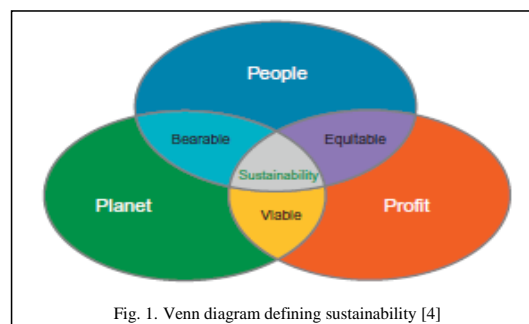 People
Bearable
Equitable
Sustainability
Planet
Viable
Profit
Fig. 1. Venn diagram defining sustainability [4]